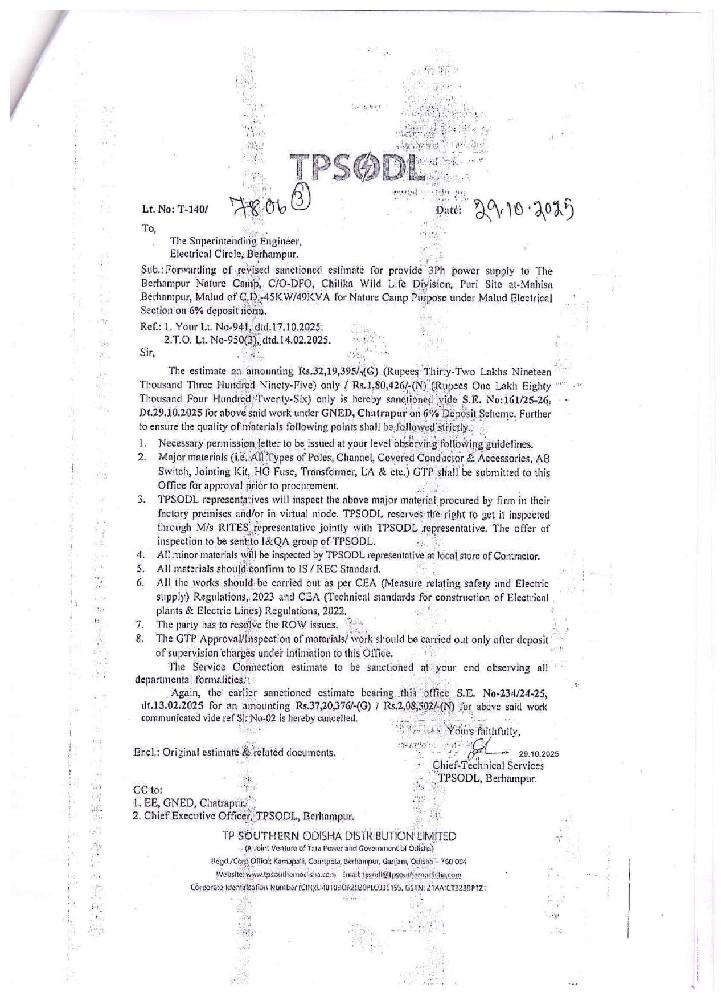 TPSODL
Lt. No: T-140/ 7806 (3) Date: 29.10.2025
To,
The Superintending Engineer,
Electrical Circle, Berhampur.
Sub.:Forwarding of revised sanctioned estimate for provide 3Ph power supply to The
Berhampur Nature Camp, C/O-DFO, Chilika Wild Life Division, Puri Site at-Mahisa
Berhampur, Malud of C.D.-45KW/49KVA for Nature Camp Purpose under Malud Electrical
Section on 6% deposit norm.
Ref.: 1. Your Lt. No-941, dtd.17.10.2025.
2.T.O. Lt. No-950(3), dtd.14.02.2025.
Sir,
The estimate an amounting Rs.32,19,395/-(G) (Rupees Thirty-Two Lakhs Nineteen
Thousand Three Hundred Ninety-Five) only / Rs.1,80,426/-(N) (Rupees One Lakh Eighty
Thousand Four Hundred Twenty-Six) only is hereby sanctioned vide S.E. No:161/25-26,
Dt.29.10.2025 for above said work under GNED, Chatrapur on 6% Deposit Scheme. Further
to ensure the quality of materials following points shall be followed strictly.
1. Necessary permission letter to be issued at your level observing following guidelines.
2. Major materials (i.e. All Types of Poles, Channel, Covered Conductor & Accessories, AB
Switch, Jointing Kit, HG Fuse, Transformer, LA & etc.) GTP shall be submitted to this
Office for approval prior to procurement.
3. TPSODL representatives will inspect the above major material procured by firm in their
factory premises and/or in virtual mode. TPSODL reserves the right to get it inspected
through M/s RITES representative jointly with TPSODL representative. The offer of
inspection to be sent to I&QA group of TPSODL.
4. All minor materials will be inspected by TPSODL representative at local store of Contractor.
5. All materials should confirm to IS / REC Standard.
6. All the works should be carried out as per CEA (Measure relating safety and Electric
supply) Regulations, 2023 and CEA (Technical standards for construction of Electrical
plants & Electric Lines) Regulations, 2022.
7. The party has to resolve the ROW issues.
8. The GTP Approval/Inspection of materials/ work should be carried out only after deposit
of supervision charges under intimation to this Office.
The Service Connection estimate to be sanctioned at your end observing all
departmental formalities.
Again, the earlier sanctioned estimate bearing this office S.E. No-234/24-25,
dt.13.02.2025 for an amounting Rs.37,20,376/-(G) / Rs.2,08,502/-(N) for above said work
communicated vide ref Sl. No-02 is hereby cancelled.
Yours faithfully,
29.10.2025
Encl.: Original estimate & related documents.
Chief-Technical Services
TPSODL, Berhampur.
CC to:
1. EE, GNED, Chatrapur.
2. Chief Executive Officer, TPSODL, Berhampur.
TP SOUTHERN ODISHA DISTRIBUTION LIMITED
(A Joint Venture of Tata Power and Government of Odisha)
Regd./Corp Office: Kamapalli, Courtpeta, Berhampur, Ganjam, Odisha – 760 004
Website: www.tpsouthernodisha.com Email: tpsodl@tpsouthernodisha.com
Corporate Identification Number (CIN):U40109OR2020PLC035195, GSTN: